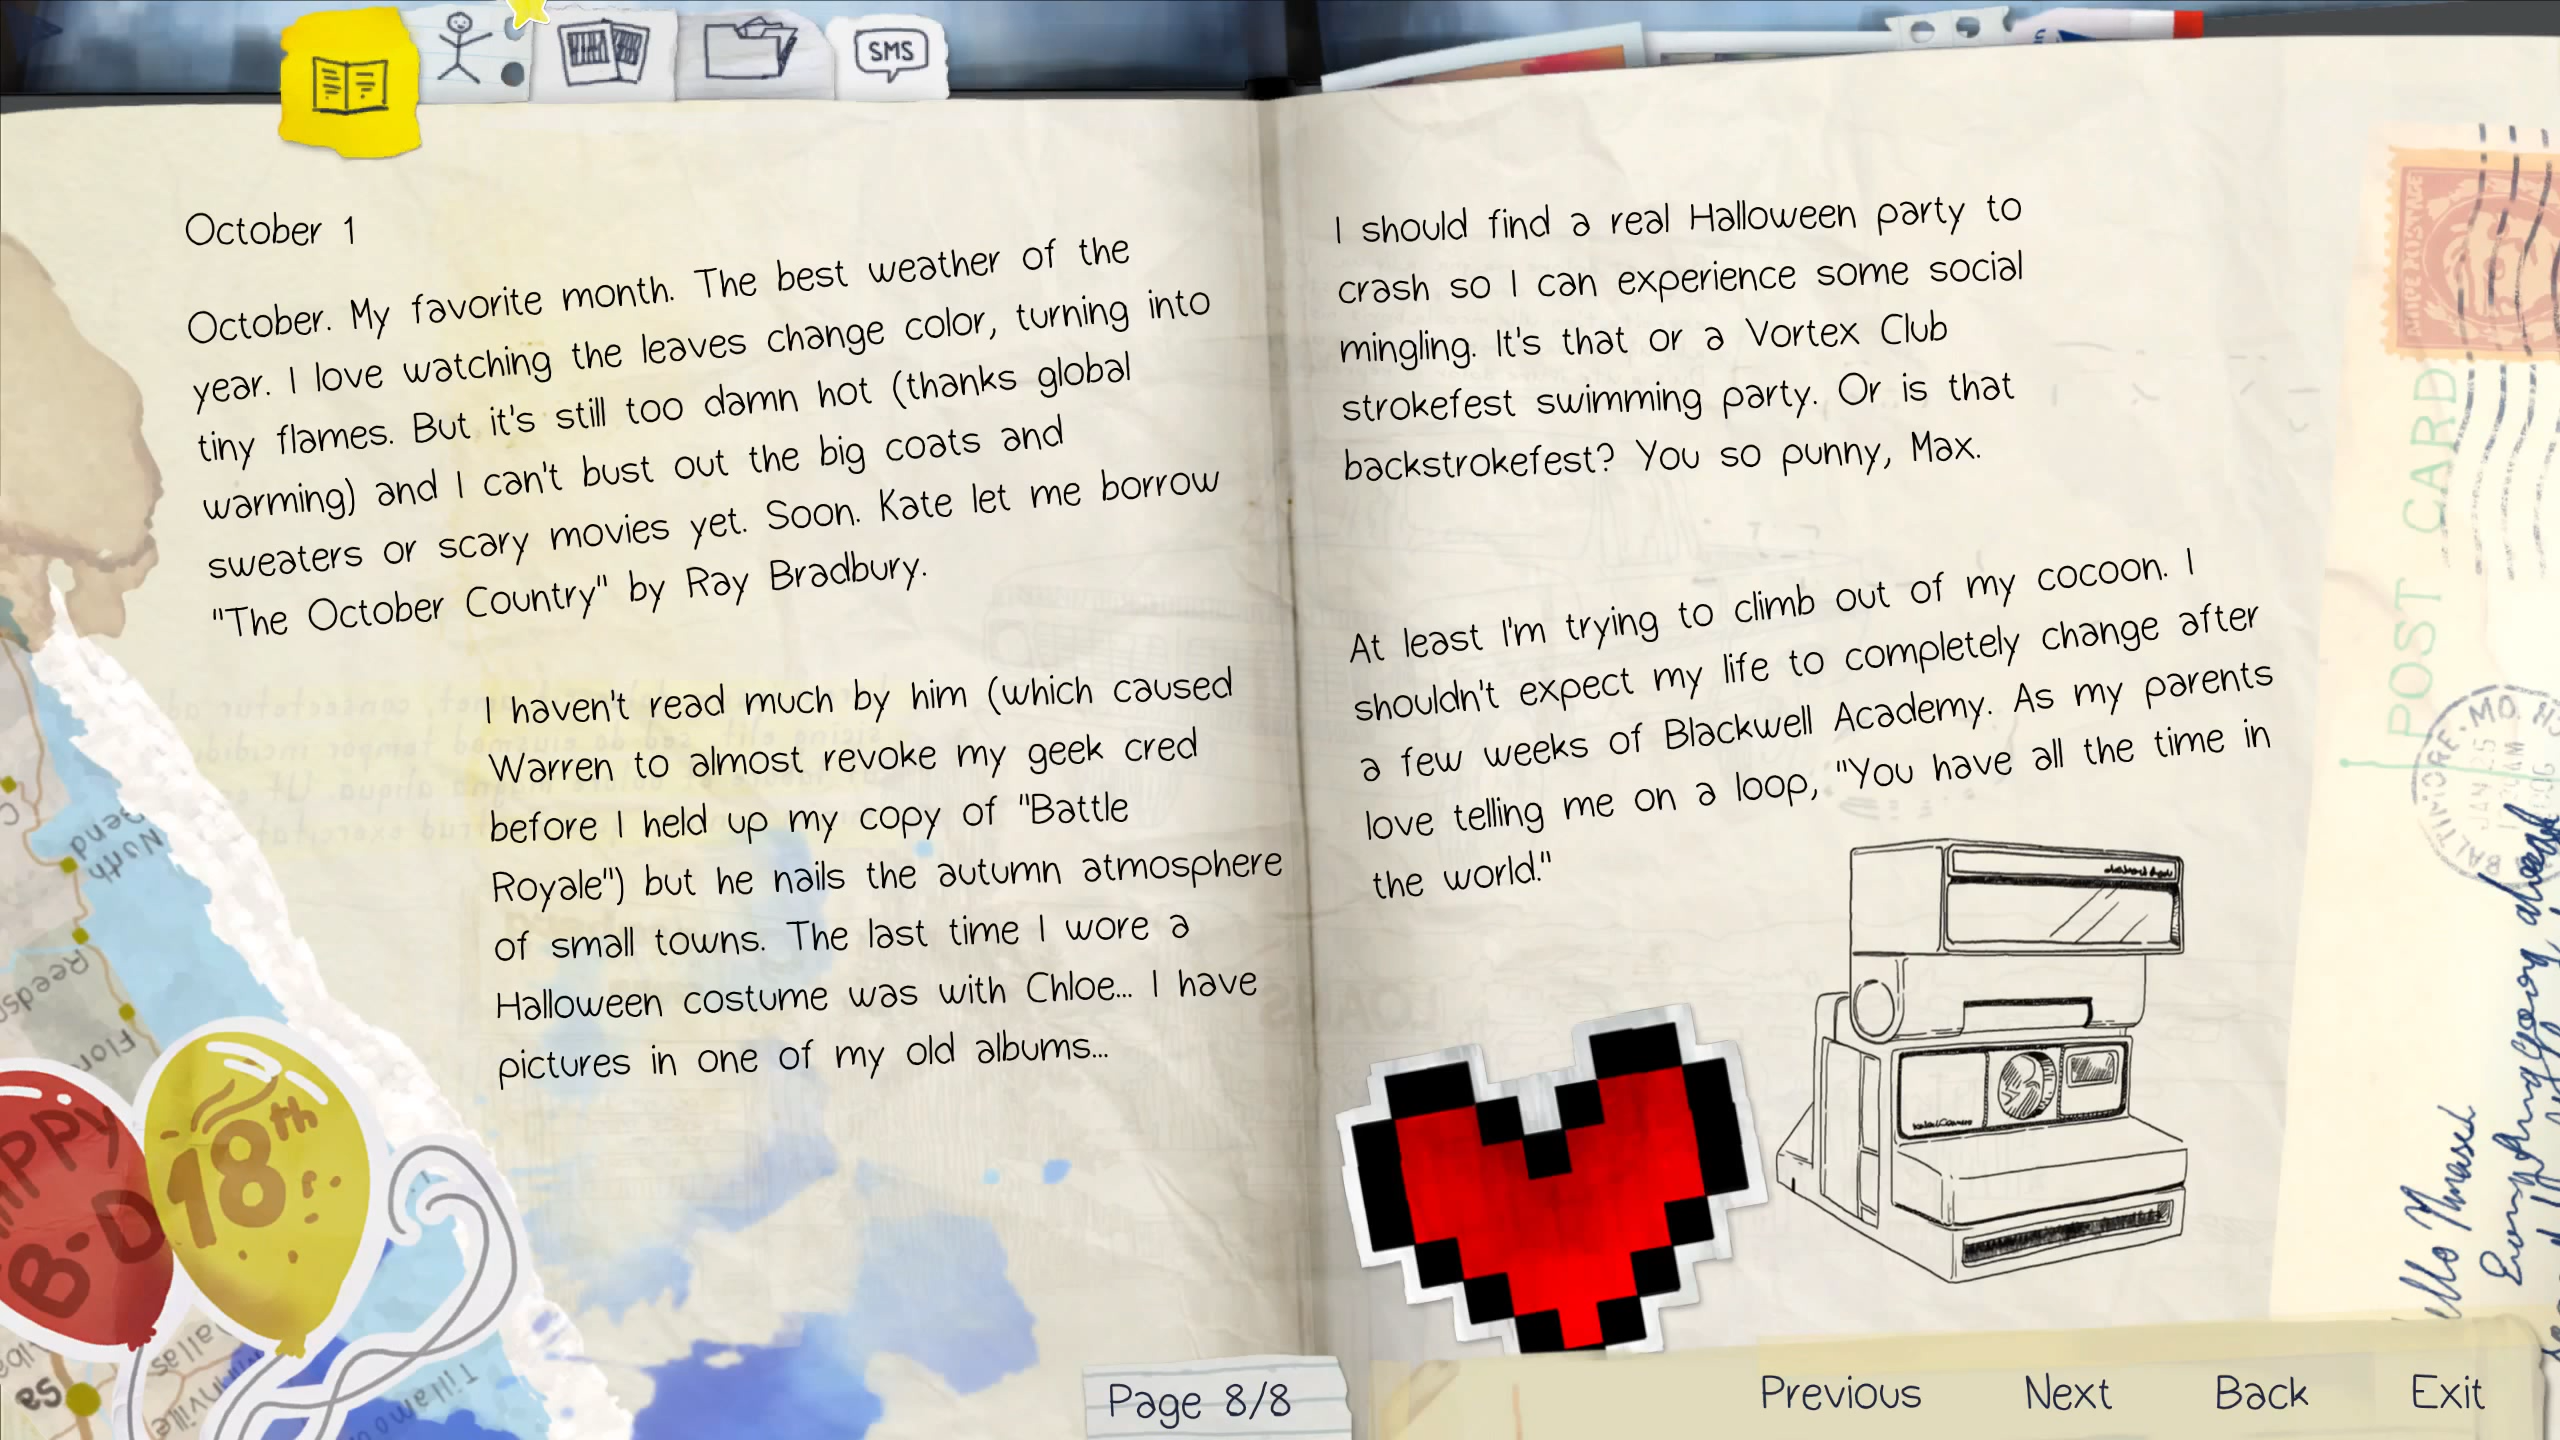 SMS
October 1
October. My favorite month. The best weather of the
year. I love watching the leaves change color, turning into
tiny flames. But it's still too damn hot (thanks global
warming) and I can't bust out the big coats and
sweaters or scary movies yet. Soon. Kate let me borrow
"The October Country" by Ray Bradbury.
I haven't read much by him (which caused
Warren to almost revoke my geek cred
before I held up my copy of "Battle
Royale") but he nails the autumn atmosphere
of small towns. The last time I wore a
Halloween costume was with Chloe... I have
pictures in one of my old albums...
I should find a real Halloween party to
crash so I can experience some social
mingling. It's that or a Vortex Club
strokefest swimming party. Or is that
backstrokefest? You so punny, Max.
At least I'm trying to climb out of my cocoon. I
shouldn't expect my life to completely change after
a few weeks of Blackwell Academy. As my parents
love telling me on a loop, "You have all the time in
the world."
North
Bend
B-D
18th
POST CARD
BALTIMORE, MO.
JAN 25
Page 8/8
Previous
Next
Back
Exit